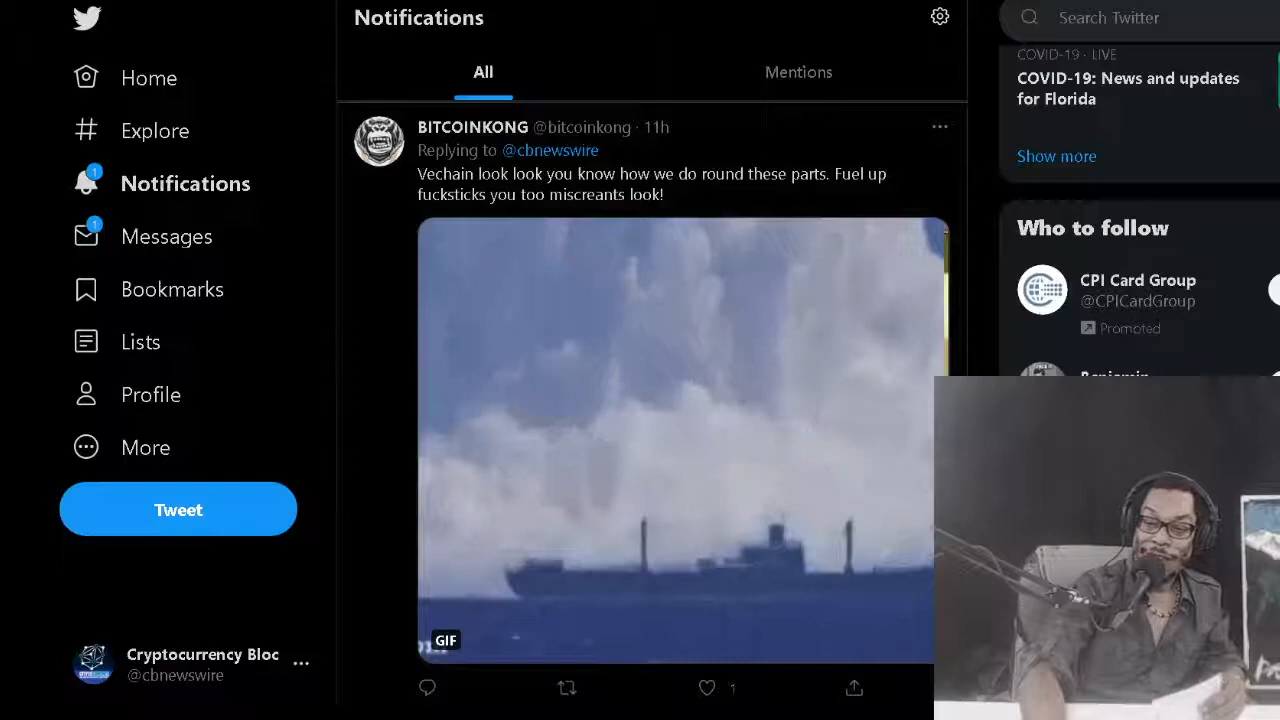 Notifications
Search Twitter
All
Mentions
Home
Explore
1
Notifications
1
Messages
Bookmarks
Lists
Profile
More
Tweet
Cryptocurrency Bloc
@cbnewswire
BITCOINKONG @bitcoinkong · 11h
Replying to @cbnewswire
Vechain look look you know how we do round these parts. Fuel up
fucksticks you too miscreants look!
GIF
1
COVID-19 · LIVE
COVID-19: News and updates
for Florida
Show more
Who to follow
CPI Card Group
@CPICardGroup
Promoted
Benjamin